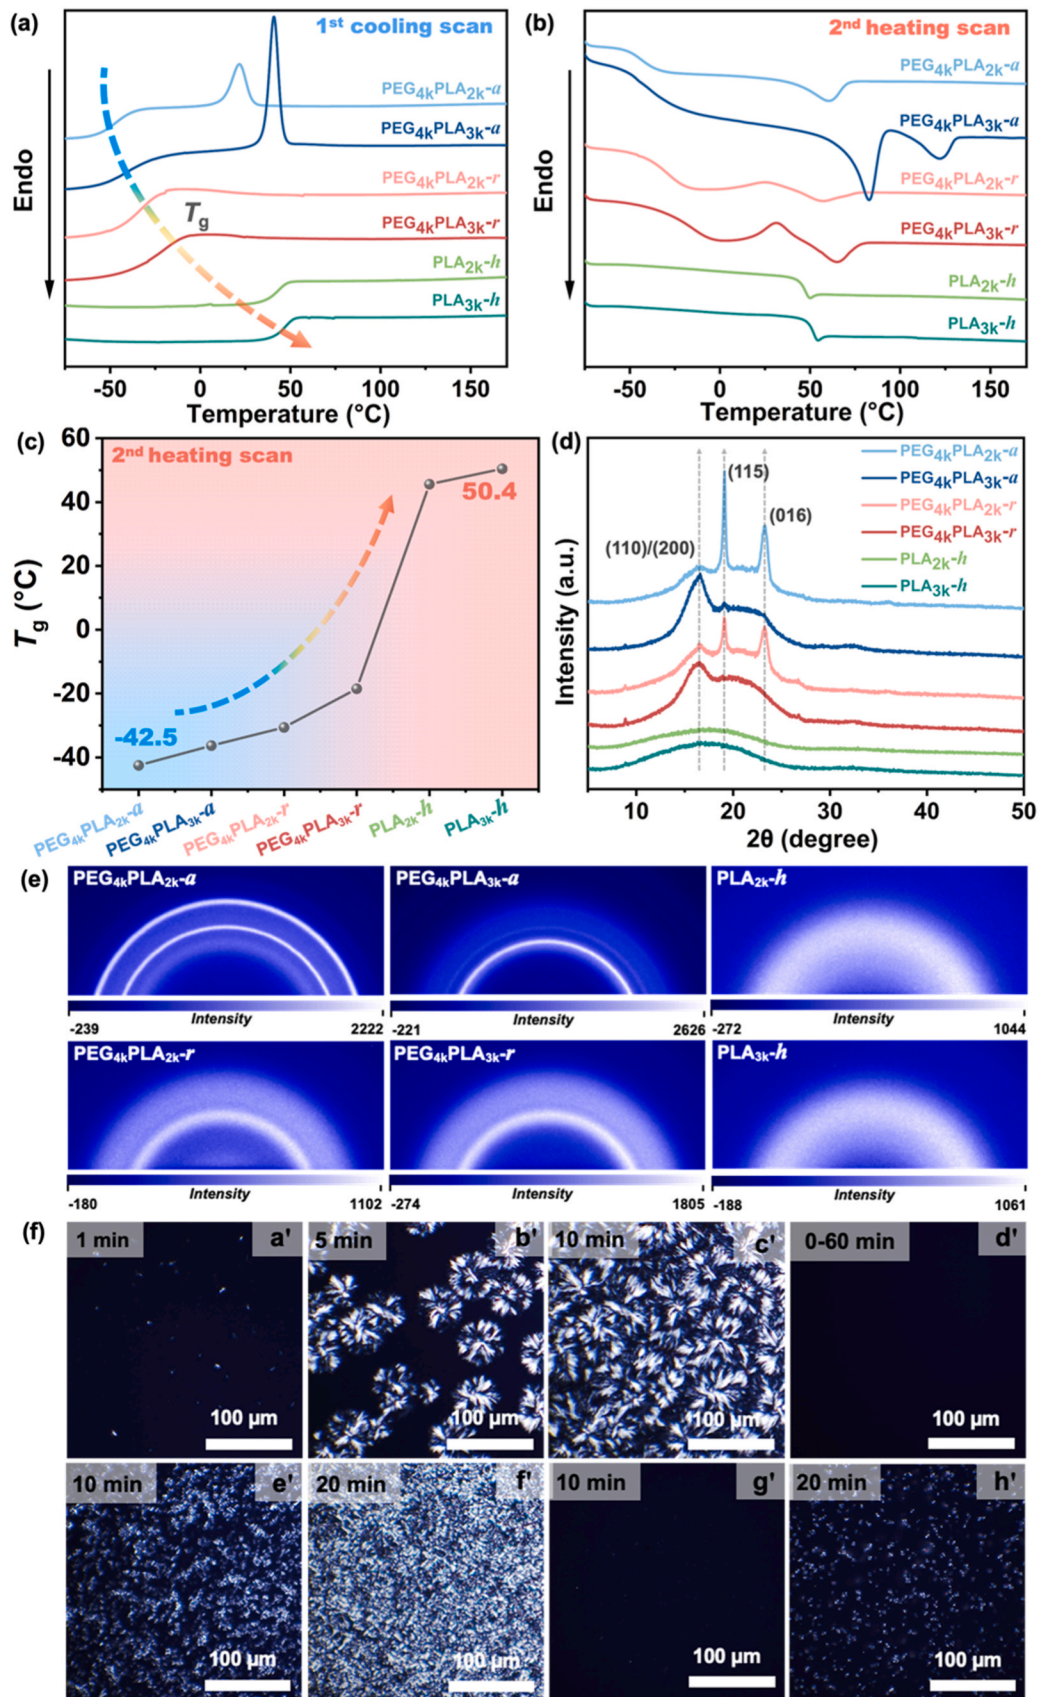 (a)
1st cooling scan
PEG4kPLA2k-a
PEG4kPLA3k-a
PEG4kPLA2k-r
Tg
PEG4kPLA3k-r
PLA2k-h
PLA3k-h
Endo
-50 0 50 100 150
Temperature (°C)
(b)
2nd heating scan
PEG4kPLA2k-a
PEG4kPLA3k-a
PEG4kPLA2k-r
PEG4kPLA3k-r
PLA2k-h
PLA3k-h
Endo
-50 0 50 100 150
Temperature (°C)
(c)
2nd heating scan
60
40
20
0
-20
-40
Tg (°C)
50.4
-42.5
PEG4kPLA2k-a
PEG4kPLA3k-a
PEG4kPLA2k-r
PEG4kPLA3k-r
PLA2k-h
PLA3k-h
(d)
PEG4kPLA2k-a
PEG4kPLA3k-a
PEG4kPLA2k-r
PEG4kPLA3k-r
PLA2k-h
PLA3k-h
(115)
(016)
(110)/(200)
Intensity (a.u.)
10 20 30 40 50
2θ (degree)
(e)
PEG4kPLA2k-a
-239 Intensity 2222
PEG4kPLA3k-a
-221 Intensity 2626
PLA2k-h
-272 Intensity 1044
PEG4kPLA2k-r
-180 Intensity 1102
PEG4kPLA3k-r
-274 Intensity 1805
PLA3k-h
-188 Intensity 1061
(f)
1 min a'
100 µm
5 min b'
100 µm
10 min c'
100 µm
0-60 min d'
100 µm
10 min e'
100 µm
20 min f'
100 µm
10 min g'
100 µm
20 min h'
100 µm